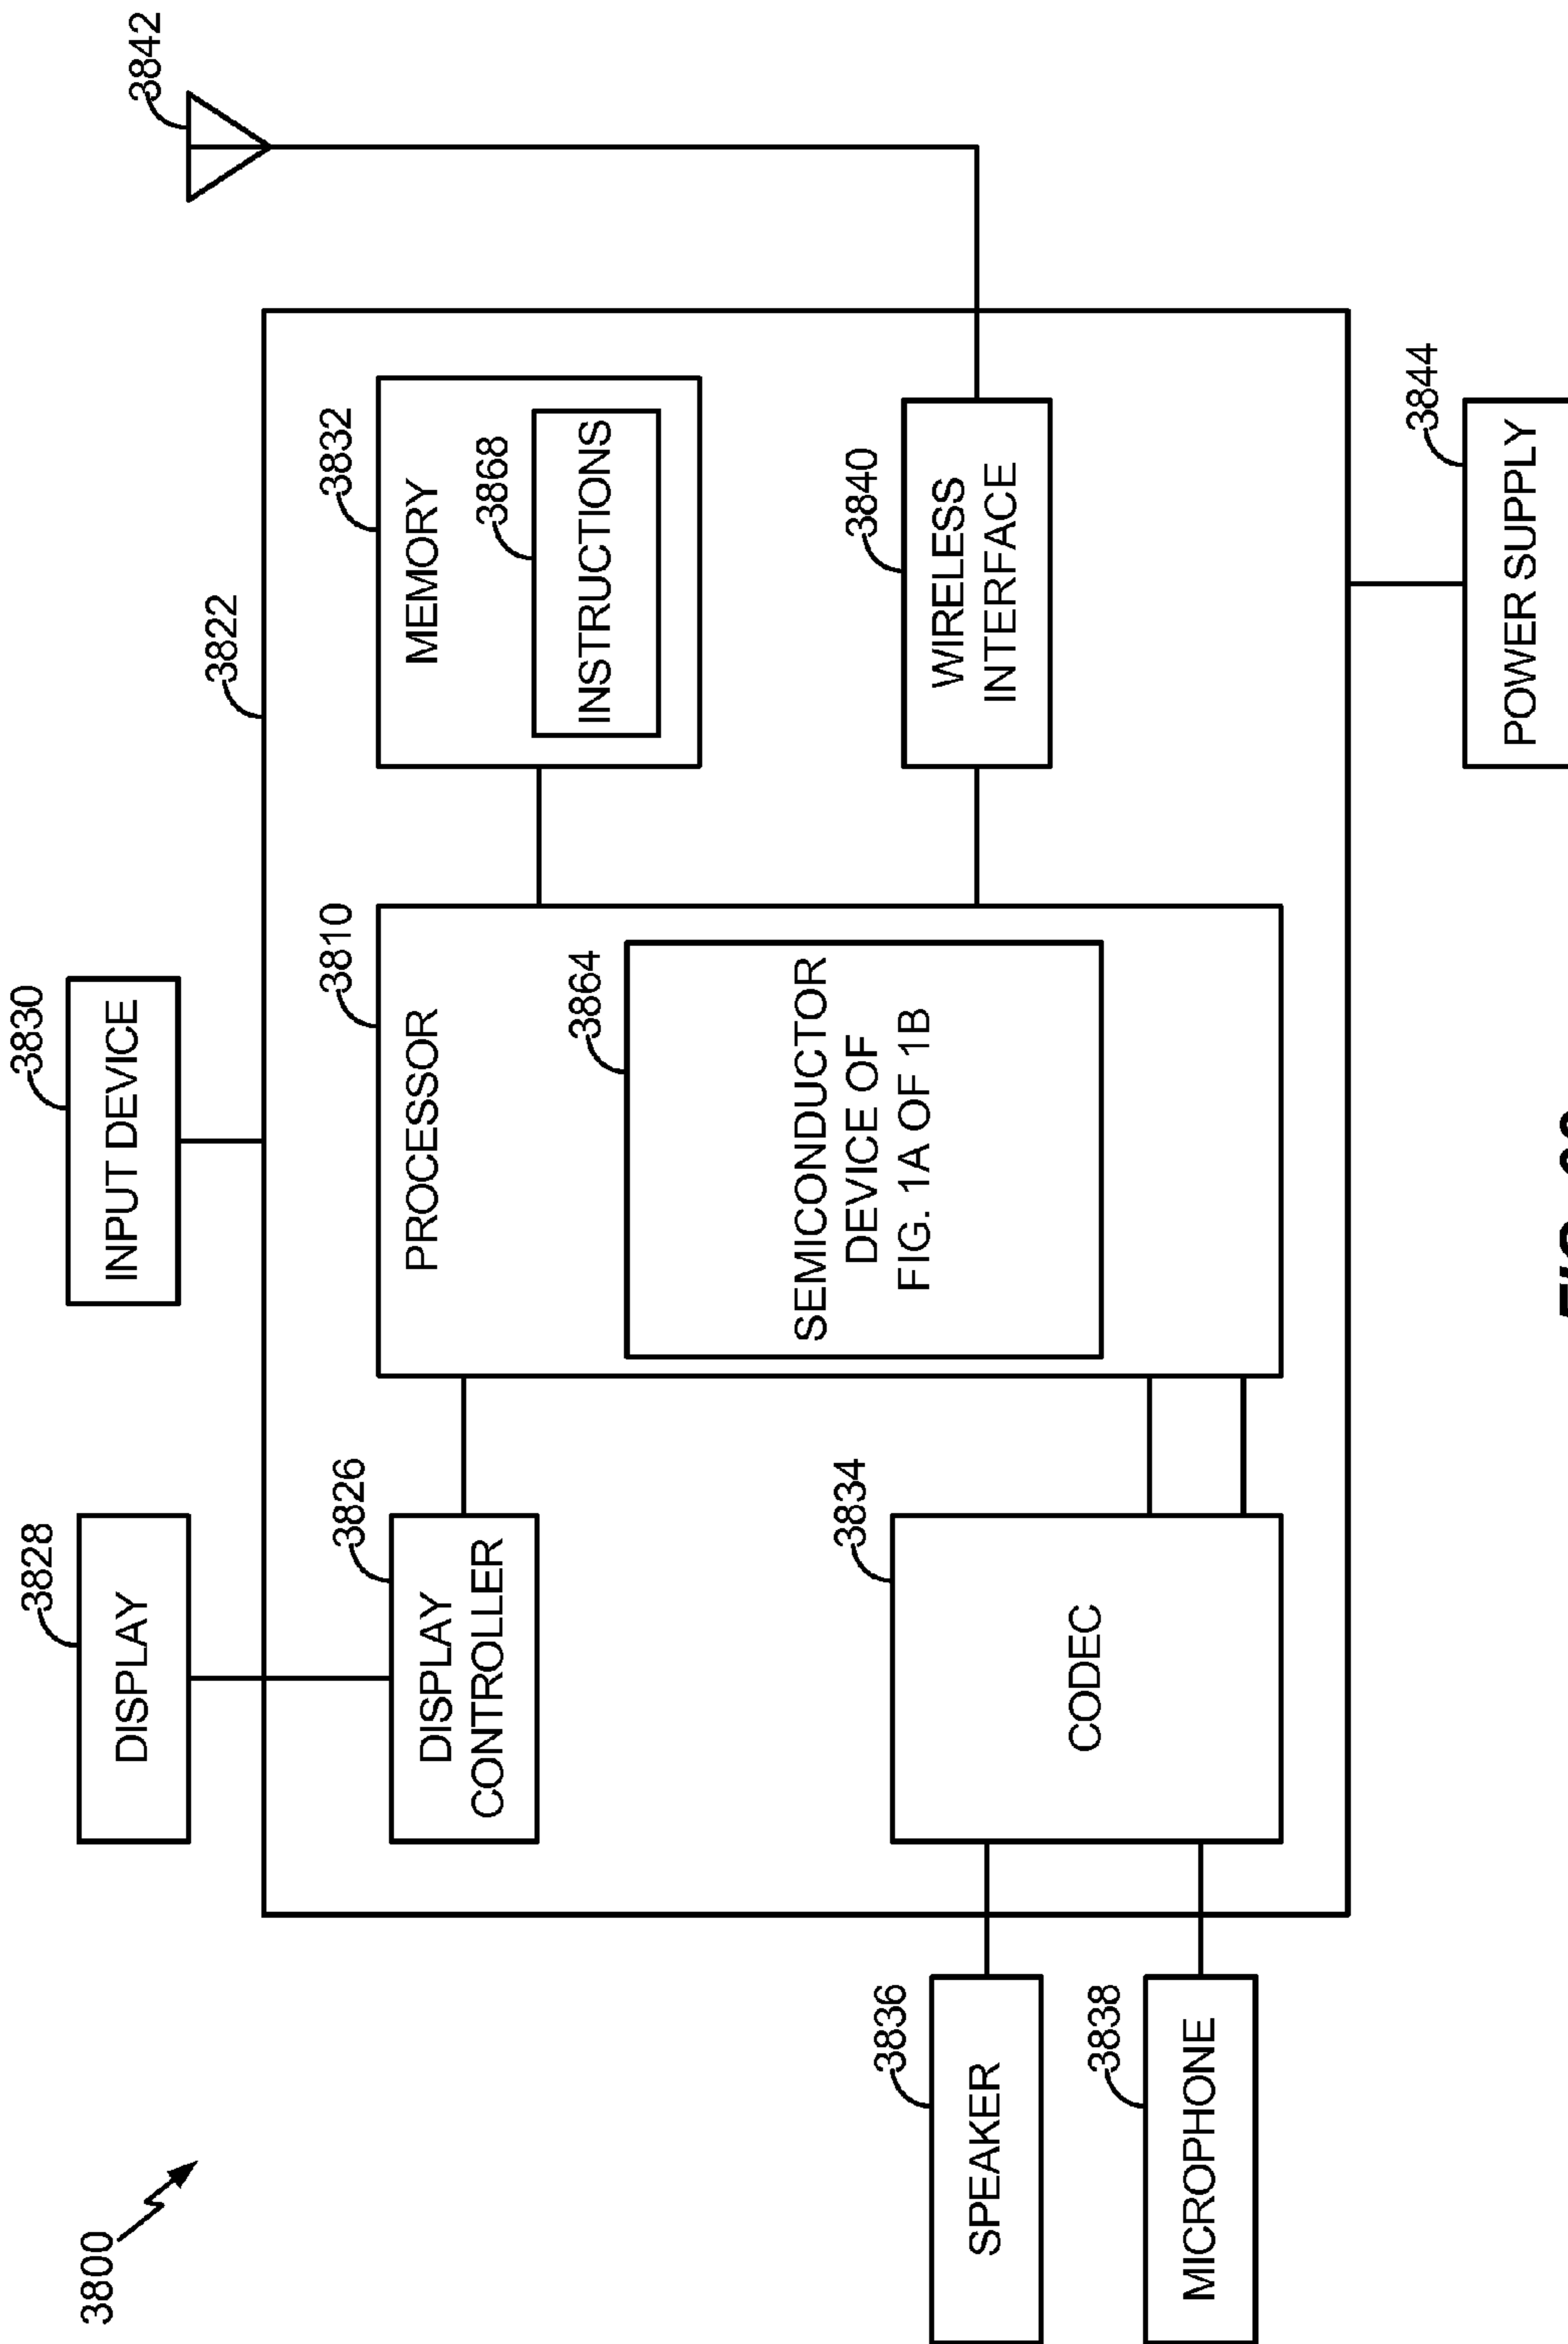 3800
3828
DISPLAY
3830
INPUT DEVICE
3822
3842
3826
DISPLAY
CONTROLLER
3810
PROCESSOR
3864
SEMICONDUCTOR
DEVICE OF
FIG. 1A OF 1B
3832
MEMORY
3868
INSTRUCTIONS
3836
SPEAKER
3838
MICROPHONE
3834
CODEC
3840
WIRELESS
INTERFACE
3844
POWER SUPPLY